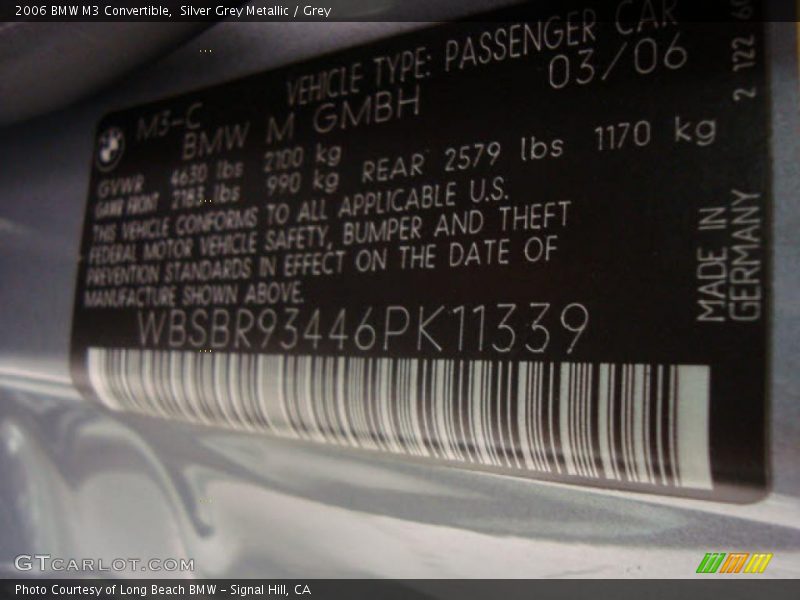 2006 BMW M3 Convertible,  Silver Grey Metallic / Grey
VEHICLE TYPE: PASSENGER CAR
M3-C
BMW M GMBH 03/06
GVWR 4630 lbs 2100 kg
GAWR FRONT 2183 lbs 990 kg REAR 2579 lbs 1170 kg
THIS VEHICLE CONFORMS TO ALL APPLICABLE U.S.
FEDERAL MOTOR VEHICLE SAFETY, BUMPER AND THEFT
PREVENTION STANDARDS IN EFFECT ON THE DATE OF
MANUFACTURE SHOWN ABOVE.
WBSBR93446PK11339
MADE IN
GERMANY
2 122
GTCARLOT.COM
Photo Courtesy of Long Beach BMW - Signal Hill, CA